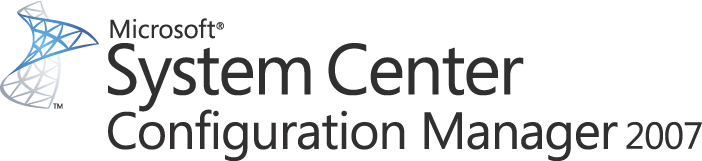 Microsoft®
System Center
Configuration Manager 2007
™